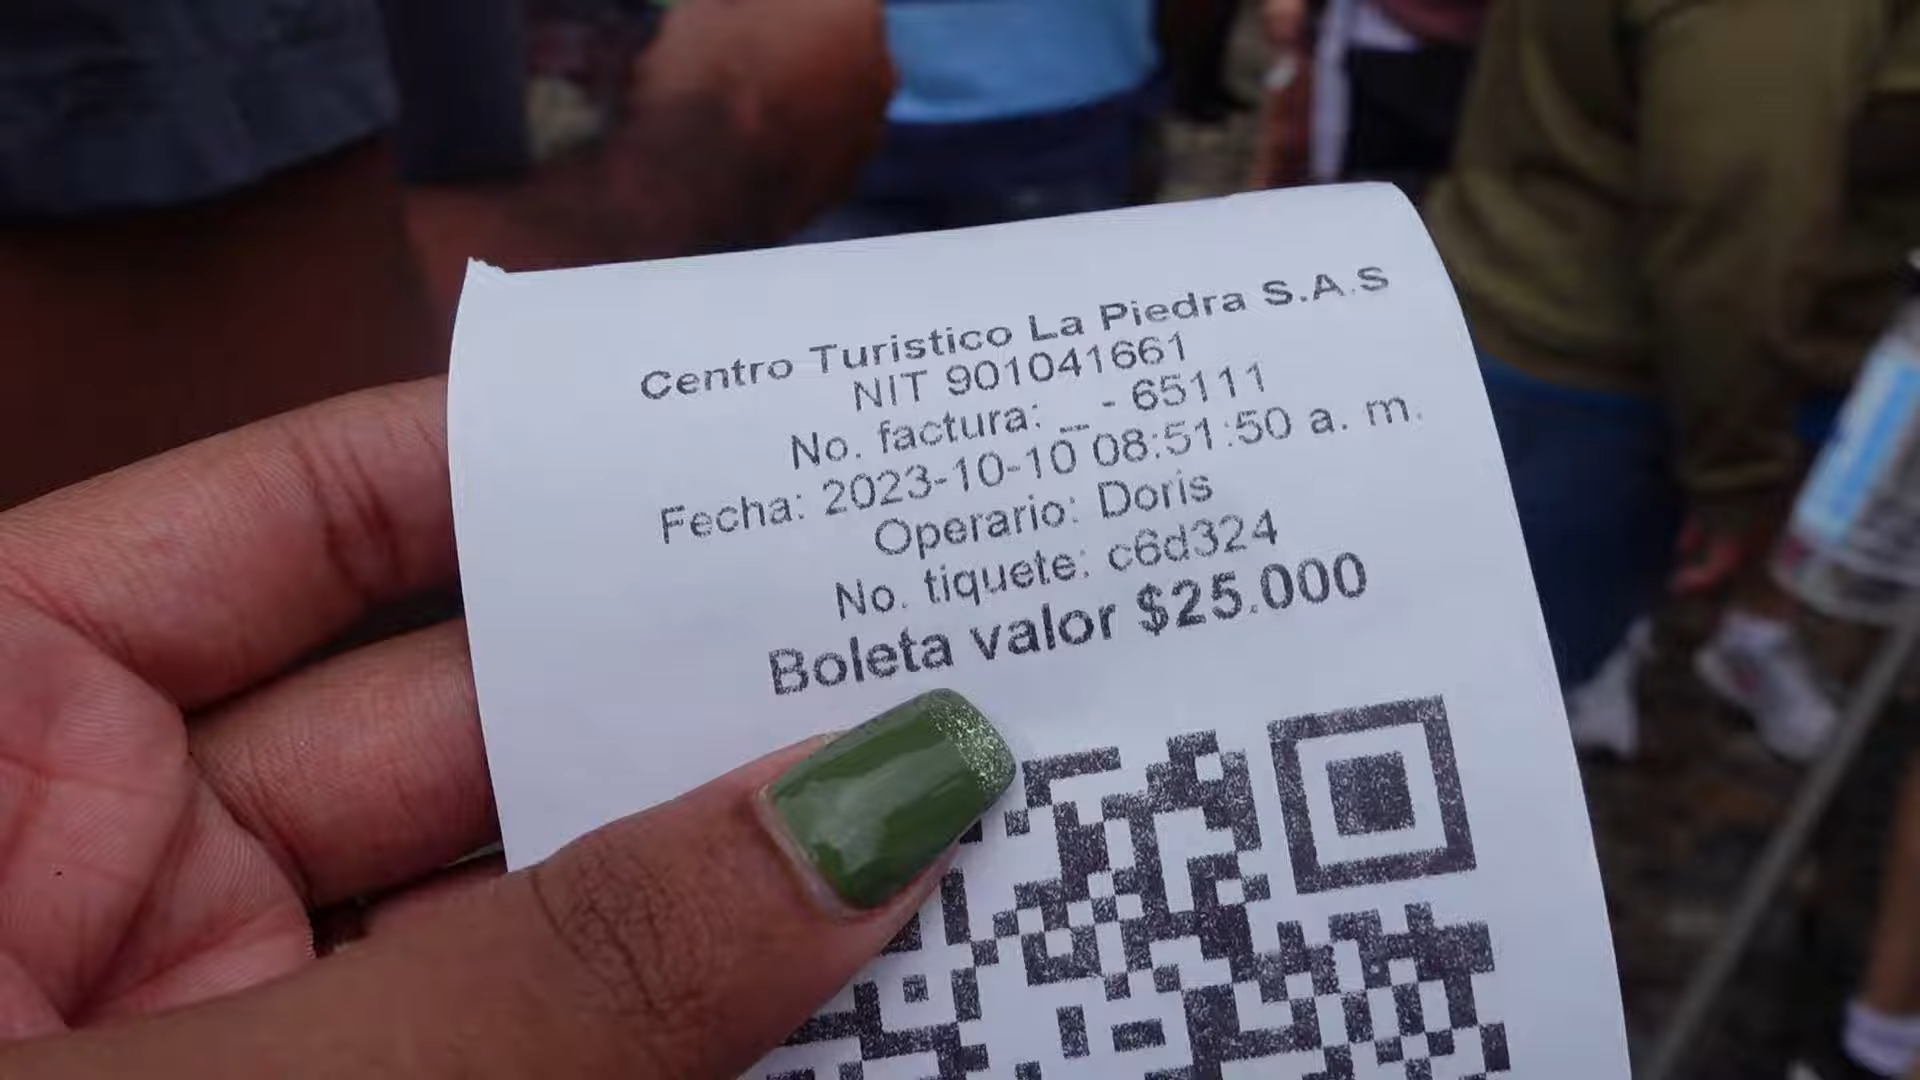 Centro Turistico La Piedra S.A.S
NIT 901041661
No. factura: __ - 65111
Fecha: 2023-10-10 08:51:50 a. m.
Operario: Doris
No. tiquete: c6d324
Boleta valor $25.000